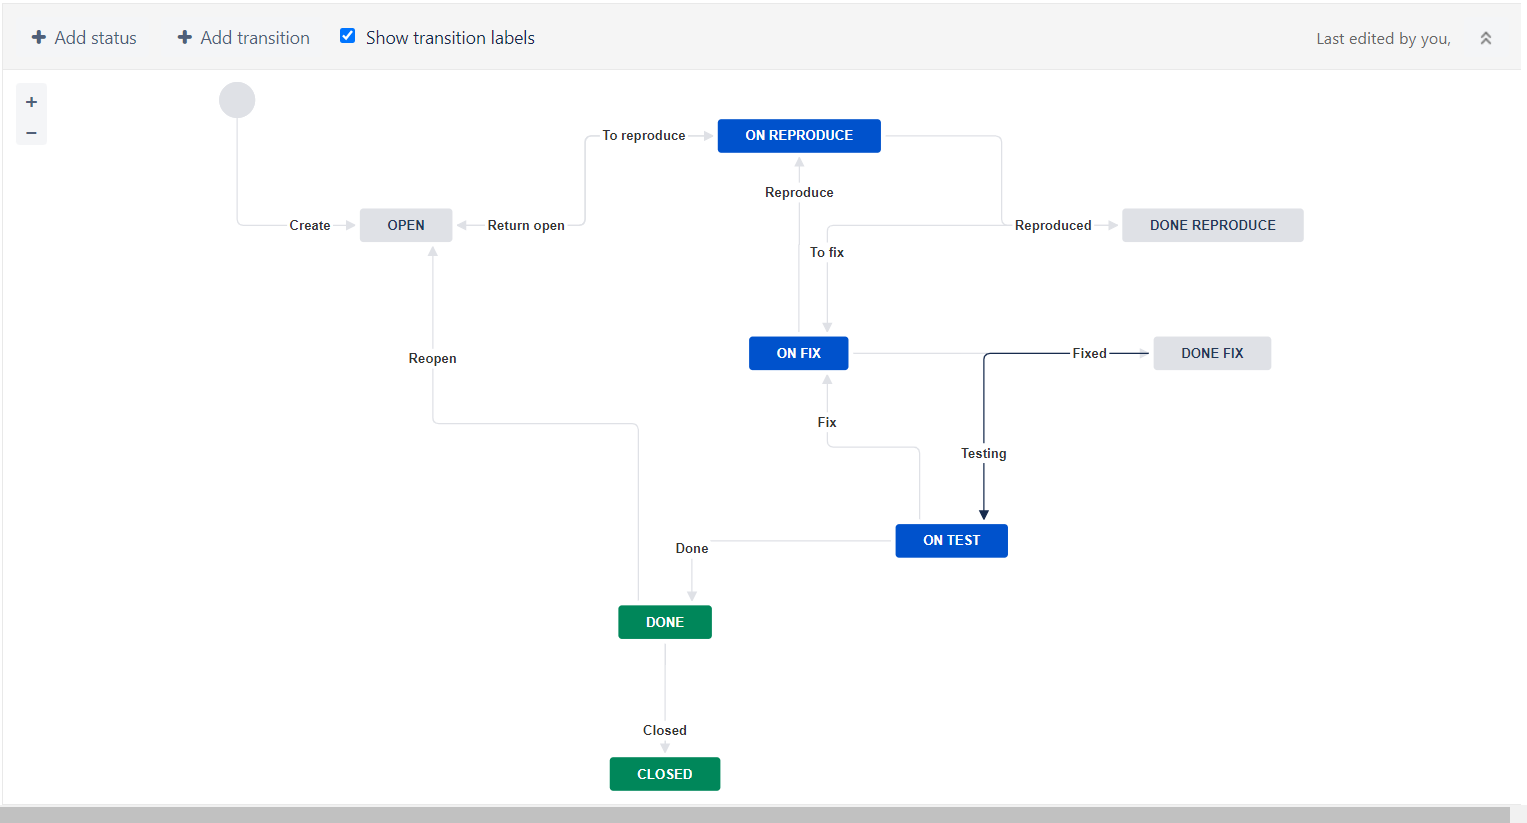 Add status
Add transition
Show transition labels
Last edited by you,
To reproduce
ON REPRODUCE
Reproduce
Create
OPEN
Return open
Reproduced
DONE REPRODUCE
To fix
Reopen
ON FIX
Fixed
DONE FIX
Fix
Testing
Done
ON TEST
DONE
Closed
CLOSED